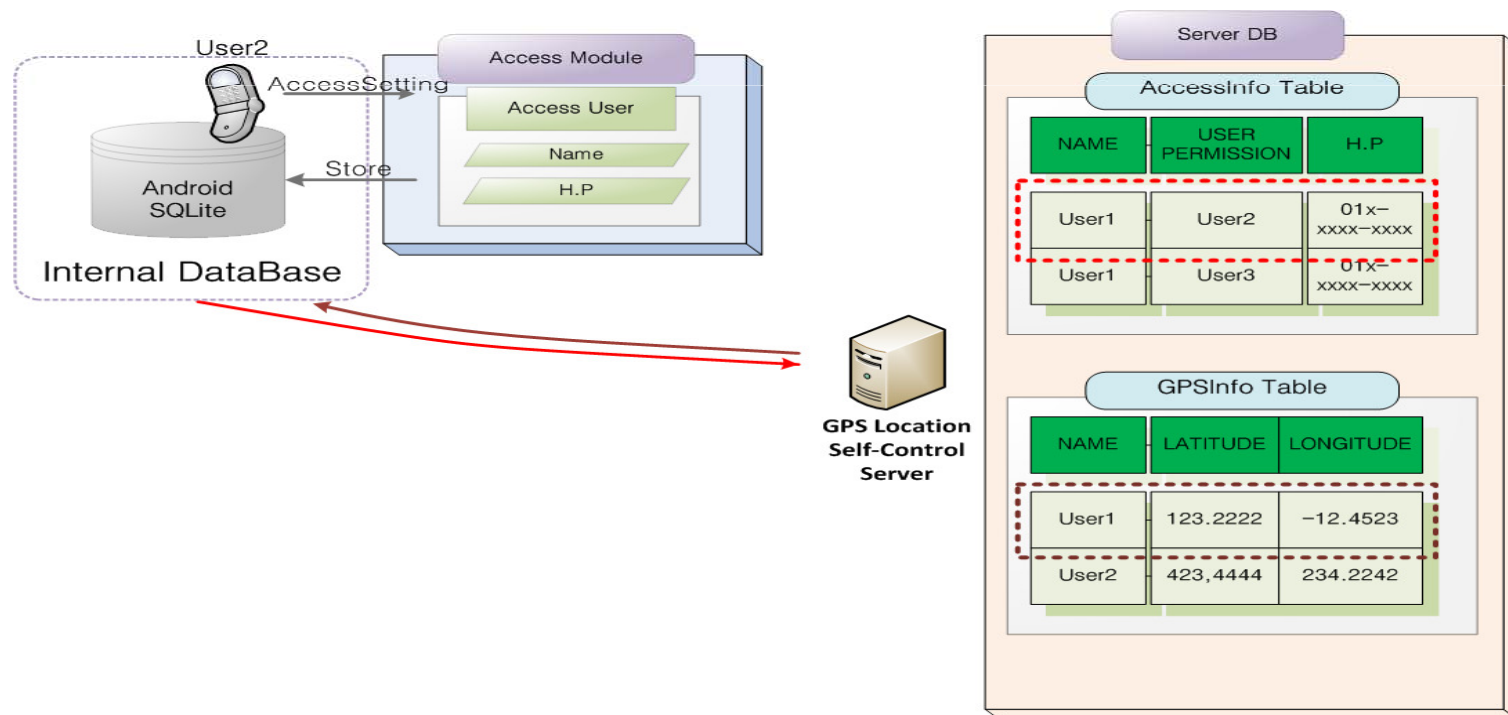 User2
AccessSetting
Store
Android
SQLite
Internal DataBase
Access Module
Access User
Name
H.P
GPS Location
Self-Control
Server
Server DB
AccessInfo Table
NAME USER PERMISSION H.P
User1 User2 01x-
xxxx-xxxx
User1 User3 01x-
xxxx-xxxx
GPSInfo Table
NAME LATITUDE LONGITUDE
User1 123.2222 -12.4523
User2 423,4444 234.2242